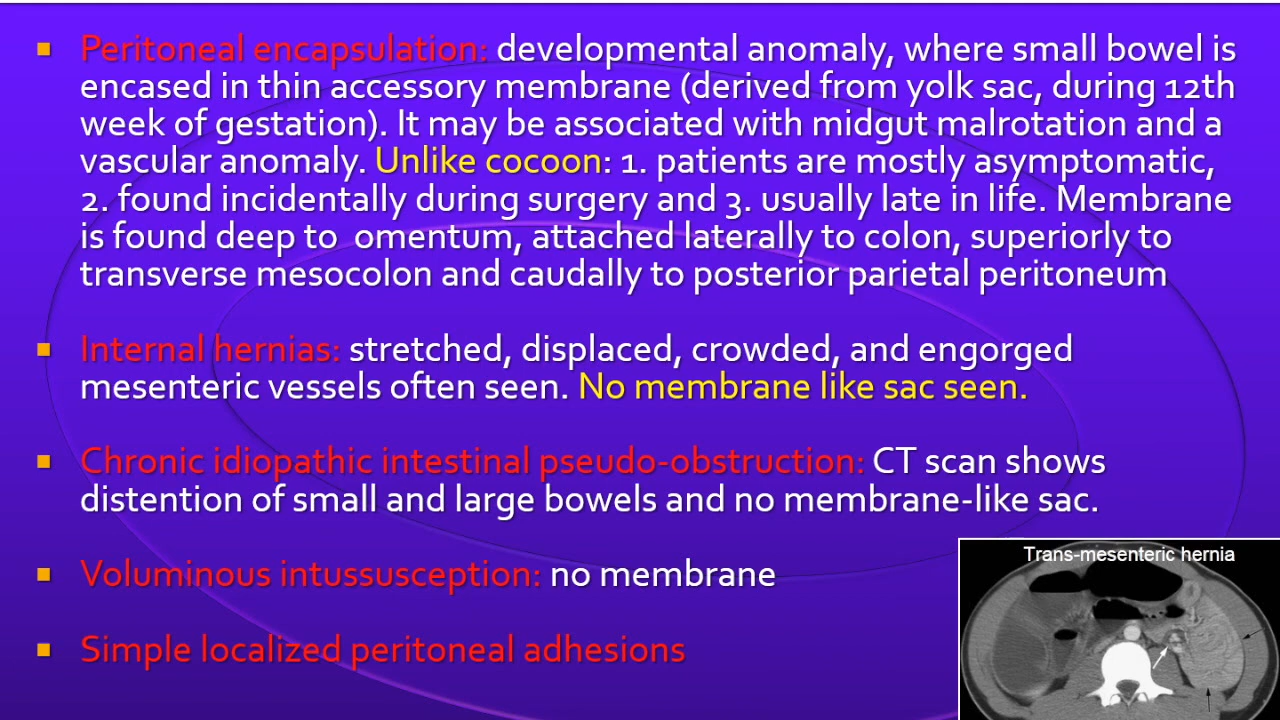 Peritoneal encapsulation: developmental anomaly, where small bowel is
encased in thin accessory membrane (derived from yolk sac, during 12th
week of gestation). It may be associated with midgut malrotation and a
vascular anomaly. Unlike cocoon: 1. patients are mostly asymptomatic,
2. found incidentally during surgery and 3. usually late in life. Membrane
is found deep to  omentum, attached laterally to colon, superiorly to
transverse mesocolon and caudally to posterior parietal peritoneum
Internal hernias: stretched, displaced, crowded, and engorged
mesenteric vessels often seen. No membrane like sac seen.
Chronic idiopathic intestinal pseudo-obstruction: CT scan shows
distention of small and large bowels and no membrane-like sac.
Voluminous intussusception: no membrane
Simple localized peritoneal adhesions
Trans-mesenteric hernia